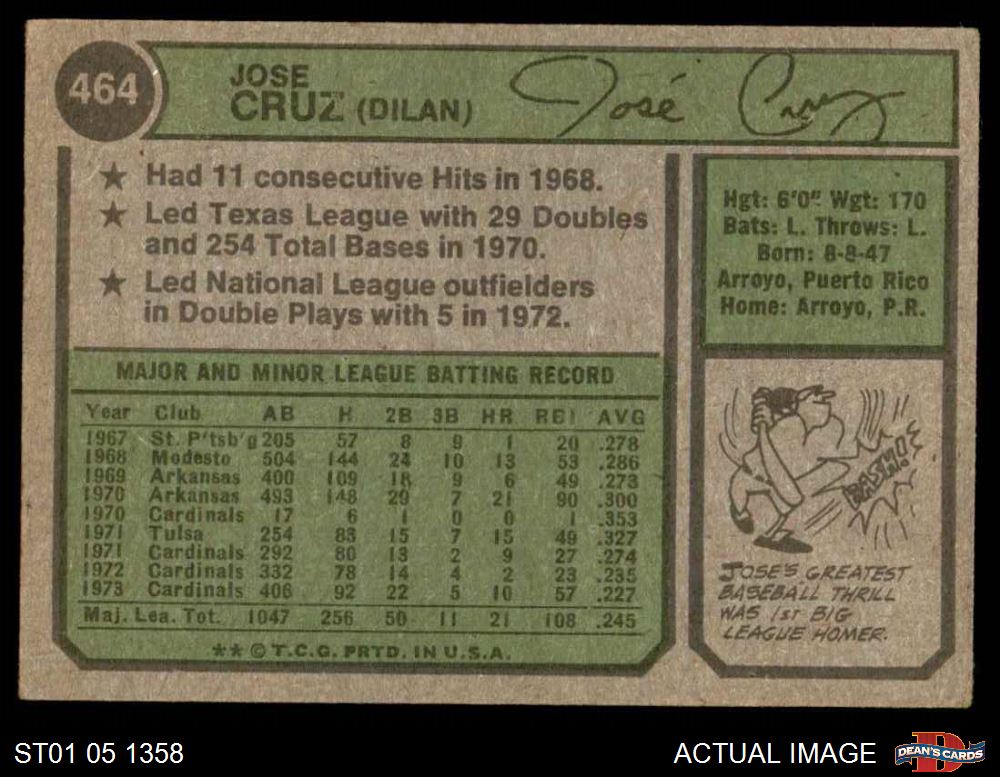 464
JOSE
CRUZ (DILAN)
José Cruz
★ Had 11 consecutive Hits in 1968.
★ Led Texas League with 29 Doubles
and 254 Total Bases in 1970.
★ Led National League outfielders
in Double Plays with 5 in 1972.
Hgt: 6'0" Wgt: 170
Bats: L. Throws: L.
Born: 8-8-47
Arroyo, Puerto Rico
Home: Arroyo, P.R.
MAJOR AND MINOR LEAGUE BATTING RECORD
Year Club AB H 2B 3B HR RBI AVG
1967 St. P'tsb'g 205 57 8 9 1 20 .278
1968 Modesto 504 144 24 10 13 53 .286
1969 Arkansas 400 109 18 9 6 49 .273
1970 Arkansas 493 148 29 7 21 90 .300
1970 Cardinals 17 6 1 0 0 1 .353
1971 Tulsa 254 83 15 7 15 49 .327
1971 Cardinals 292 80 13 2 9 27 .274
1972 Cardinals 332 78 14 4 2 23 .235
1973 Cardinals 406 92 22 5 10 57 .227
Maj. Lea. Tot. 1047 256 50 11 21 108 .245
** © T.C.G. PRTD. IN U.S.A.
BASH!
JOSE'S GREATEST
BASEBALL THRILL
WAS 1ST BIG
LEAGUE HOMER.
ST01 05 1358
ACTUAL IMAGE
DEAN'S CARDS